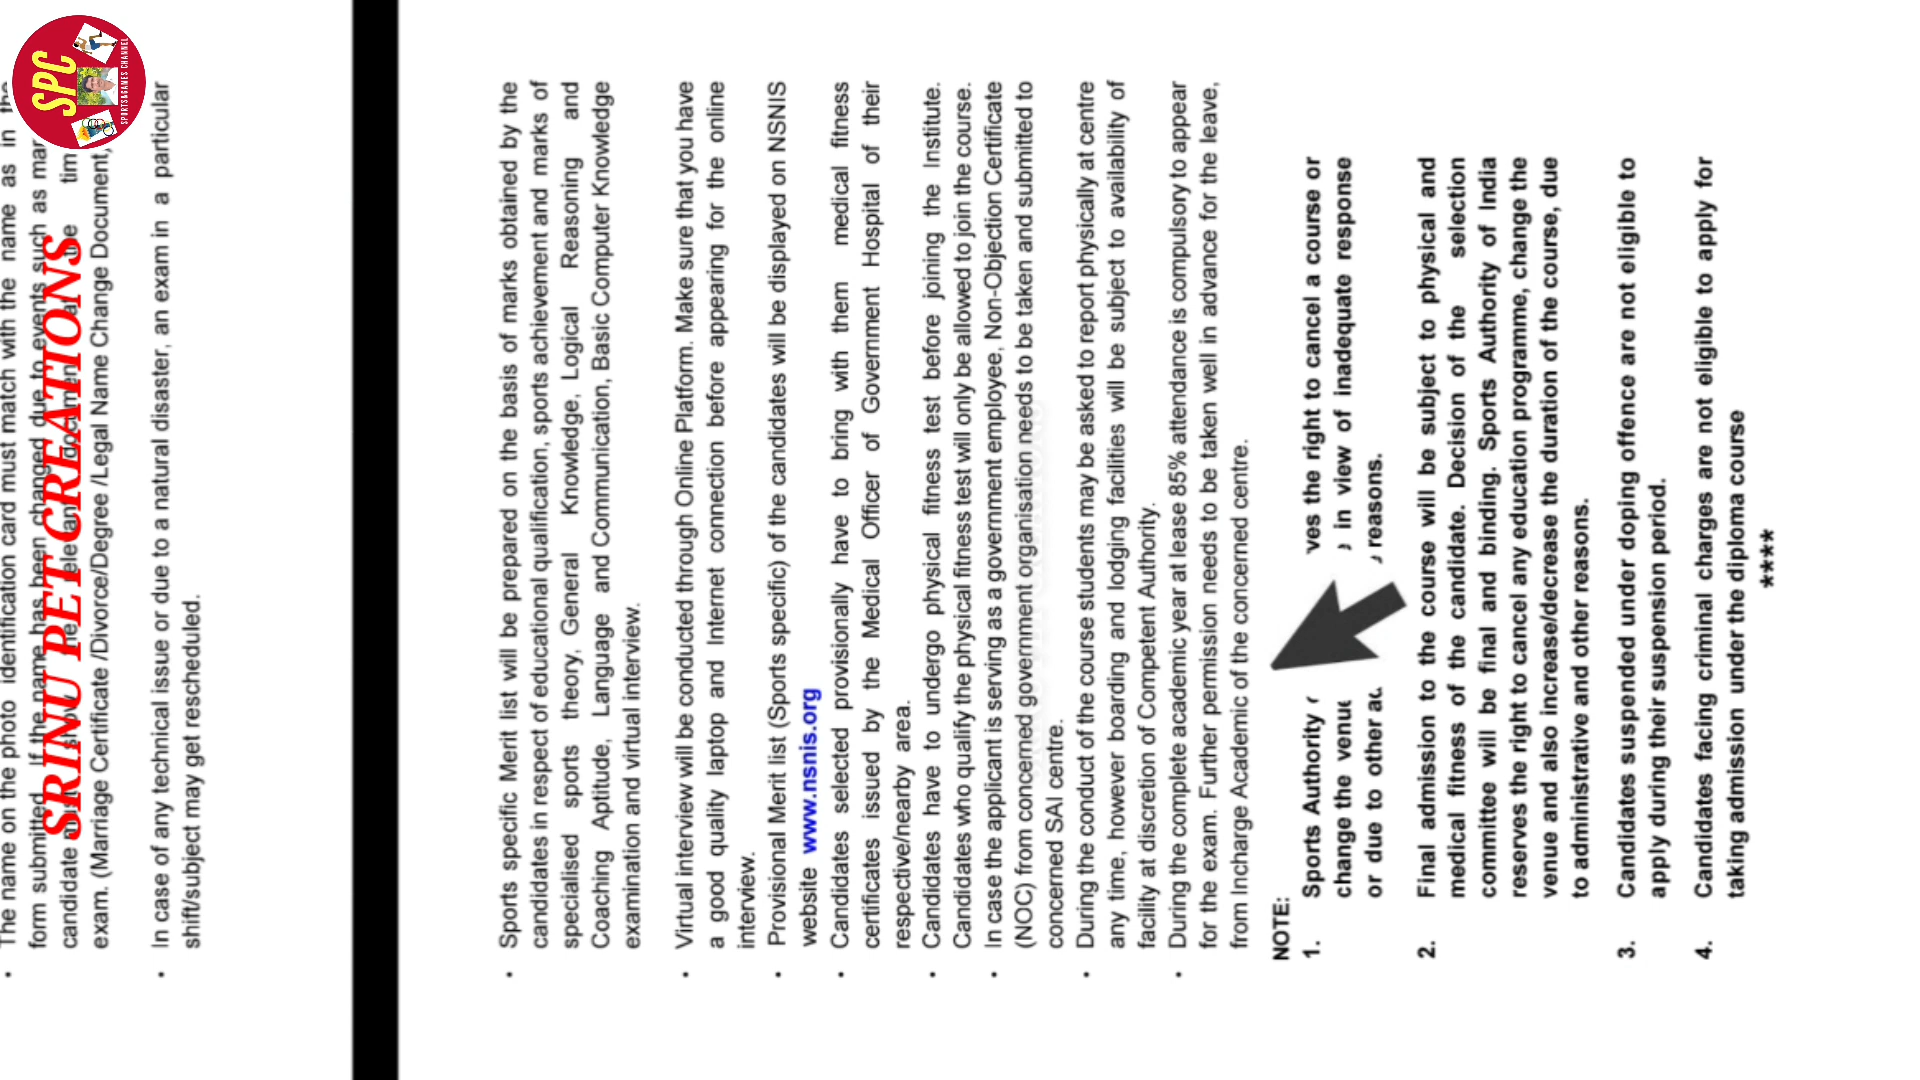 SPC
SPORTS&GAMES CHANNEL
SRINU PET CREATIONS
• The name on the photo identification card must match with the name as in the
form submitted. If the name has been changed due to events such as mar
candidate
exam. (Marriage Certificate /Divorce/Degree /Legal Name Change Document,
• In case of any technical issue or due to a natural disaster, an exam in a particular
shift/subject may get rescheduled.
• Sports specific Merit list will be prepared on the basis of marks obtained by the
candidates in respect of educational qualification, sports achievement and marks of
specialised sports theory, General Knowledge, Logical Reasoning and
Coaching Aptitude, Language and Communication, Basic Computer Knowledge
examination and virtual interview.
• Virtual interview will be conducted through Online Platform. Make sure that you have
a good quality laptop and Internet connection before appearing for the online
interview.
• Provisional Merit list (Sports specific) of the candidates will be displayed on NSNIS
website www.nsnis.org
• Candidates selected provisionally have to bring with them medical fitness
certificates issued by the Medical Officer of Government Hospital of their
respective/nearby area.
• Candidates have to undergo physical fitness test before joining the Institute.
Candidates who qualify the physical fitness test will only be allowed to join the course.
• In case the applicant is serving as a government employee, Non-Objection Certificate
(NOC) from concerned government organisation needs to be taken and submitted to
concerned SAI centre.
• During the conduct of the course students may be asked to report physically at centre
any time, however boarding and lodging facilities will be subject to availability of
facility at discretion of Competent Authority.
• During the complete academic year at lease 85% attendance is compulsory to appear
for the exam. Further permission needs to be taken well in advance for the leave,
from Incharge Academic of the concerned centre.
NOTE:
1. Sports Authority ves the right to cancel a course or
change the venue in view of inadequate response
or due to other reasons.
2. Final admission to the course will be subject to physical and
medical fitness of the candidate. Decision of the selection
committee will be final and binding. Sports Authority of India
reserves the right to cancel any education programme, change the
venue and also increase/decrease the duration of the course, due
to administrative and other reasons.
3. Candidates suspended under doping offence are not eligible to
apply during their suspension period.
4. Candidates facing criminal charges are not eligible to apply for
taking admission under the diploma course
****